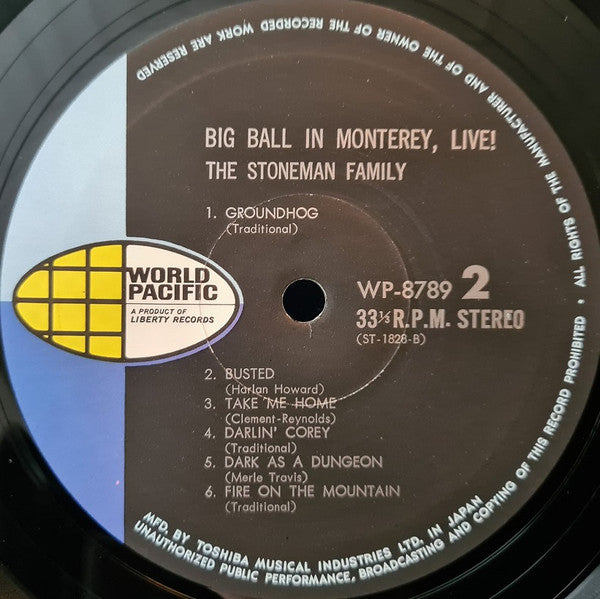 BIG BALL IN MONTEREY, LIVE!
THE STONEMAN FAMILY
1. GROUNDHOG
(Traditional)
WORLD
PACIFIC
A PRODUCT OF
LIBERTY RECORDS
WP-8789 2
33⅓ R.P.M. STEREO
(ST-1828-B)
2. BUSTED
(Harlan Howard)
3. TAKE ME HOME
(Clement-Reynolds)
4. DARLIN' COREY
(Traditional)
5. DARK AS A DUNGEON
(Merle Travis)
6. FIRE ON THE MOUNTAIN
(Traditional)
MFD. BY TOSHIBA MUSICAL INDUSTRIES LTD. IN JAPAN
ALL RIGHTS OF THE MANUFACTURER AND OF THE OWNER OF THE RECORDED WORK ARE RESERVED
UNAUTHORIZED PUBLIC PERFORMANCE, BROADCASTING AND COPYING OF THIS RECORD PROHIBITED •